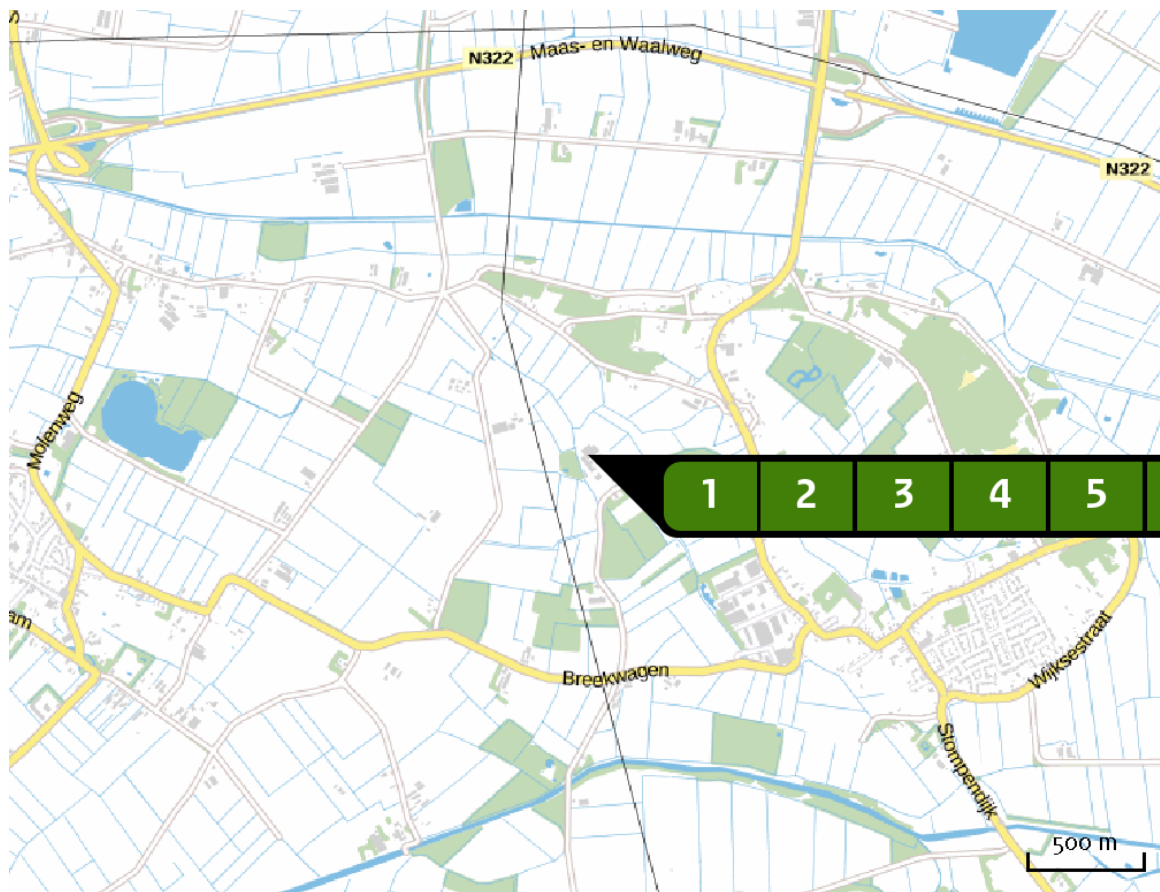 N322
Maas- en Waalweg
N322
Molenweg
1 2 3 4 5
Breekwagen
Wijksestraat
Stompendijk
500 m